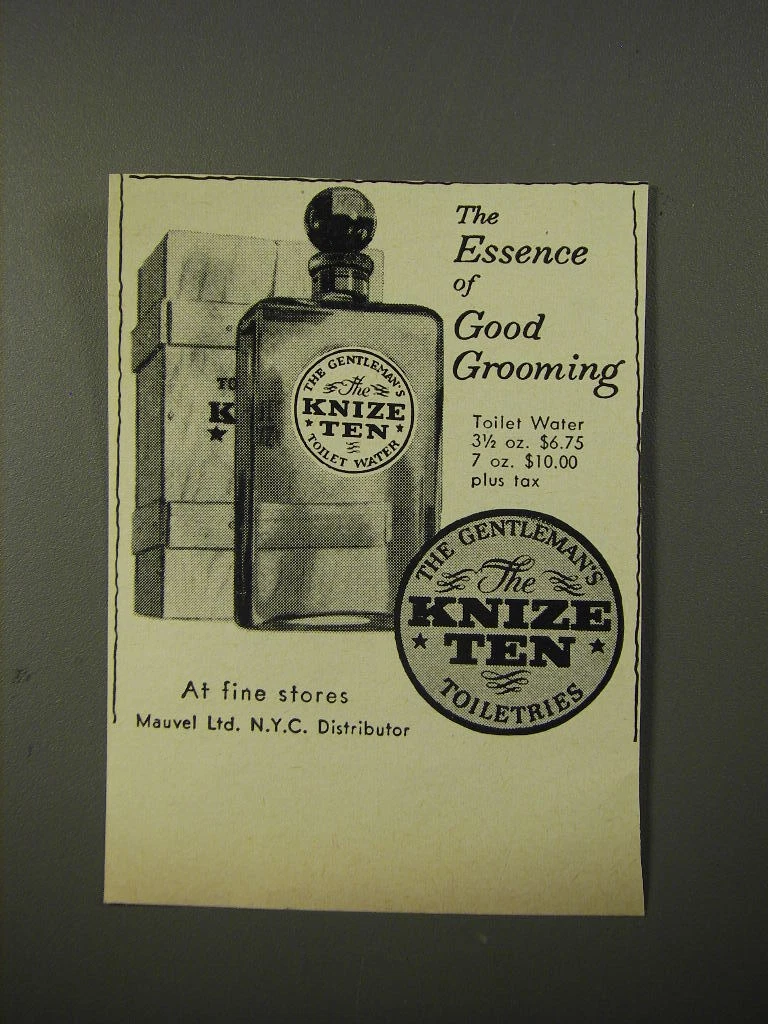 The
Essence
of
Good
Grooming
Toilet Water
3½ oz. $6.75
7 oz. $10.00
plus tax
TO
K
THE GENTLEMAN'S
The
KNIZE
TEN
TOILET WATER
THE GENTLEMAN'S
The
KNIZE
TEN
TOILETRIES
At fine stores
Mauvel Ltd. N.Y.C. Distributor